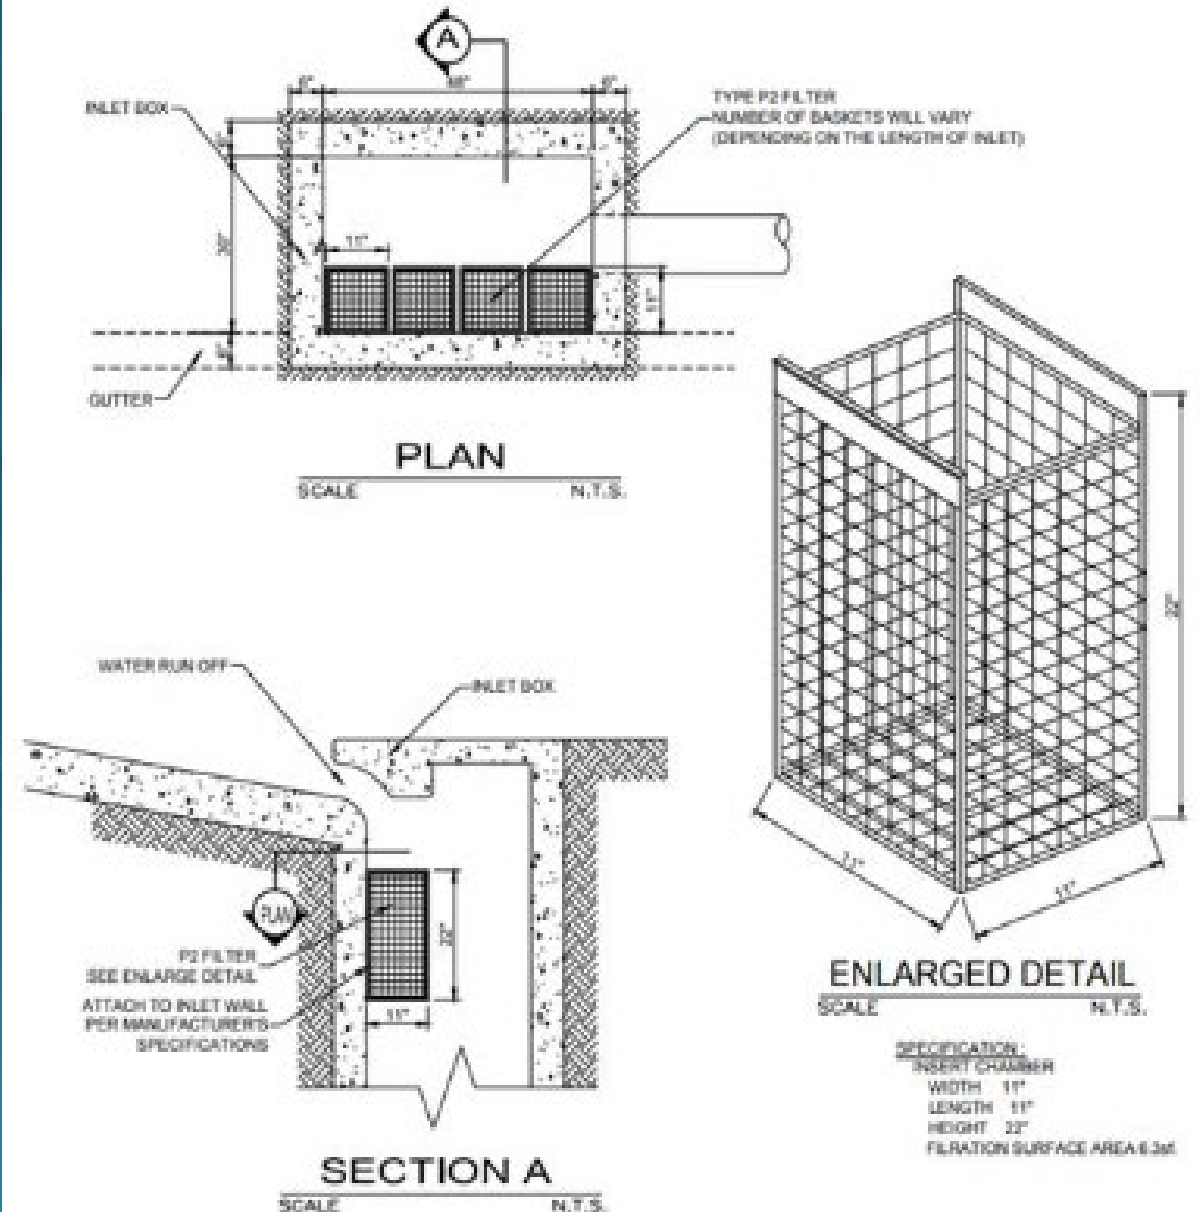 A
6"
6"
INLET BOX
TYPE P2 FILTER
NUMBER OF BASKETS WILL VARY
(DEPENDING ON THE LENGTH OF INLET)
11"
11"
GUTTER
PLAN
SCALE N.T.S.
22"
11"
11"
ENLARGED DETAIL
SCALE N.T.S.
WATER RUN OFF
INLET BOX
PLAN
P2 FILTER
SEE ENLARGE DETAIL
ATTACH TO INLET WALL
PER MANUFACTURER'S
SPECIFICATIONS
22"
11"
SECTION A
SCALE N.T.S.
SPECIFICATION:
INSERT CHAMBER
WIDTH 11"
LENGTH 11"
HEIGHT 22"
FILRATION SURFACE AREA